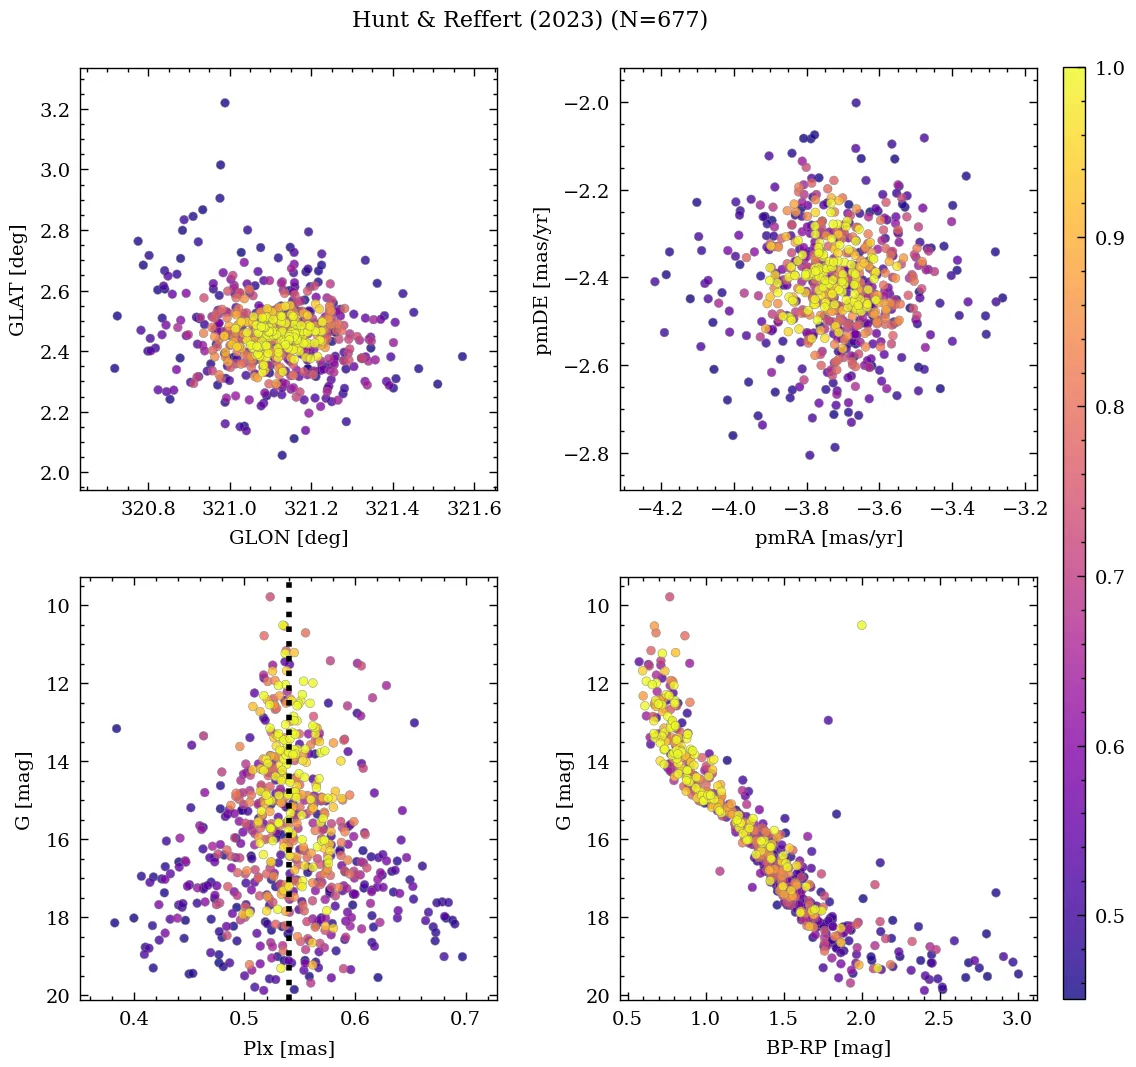 Hunt & Reffert (2023) (N=677)
3.2
3.0
2.8
2.6
2.4
2.2
2.0
GLAT [deg]
320.8 321.0 321.2 321.4 321.6
GLON [deg]
−2.0
−2.2
−2.4
−2.6
−2.8
pmDE [mas/yr]
−4.2 −4.0 −3.8 −3.6 −3.4 −3.2
pmRA [mas/yr]
10
12
14
16
18
20
G [mag]
0.4 0.5 0.6 0.7
Plx [mas]
10
12
14
16
18
20
G [mag]
0.5 1.0 1.5 2.0 2.5 3.0
BP-RP [mag]
1.0
0.9
0.8
0.7
0.6
0.5